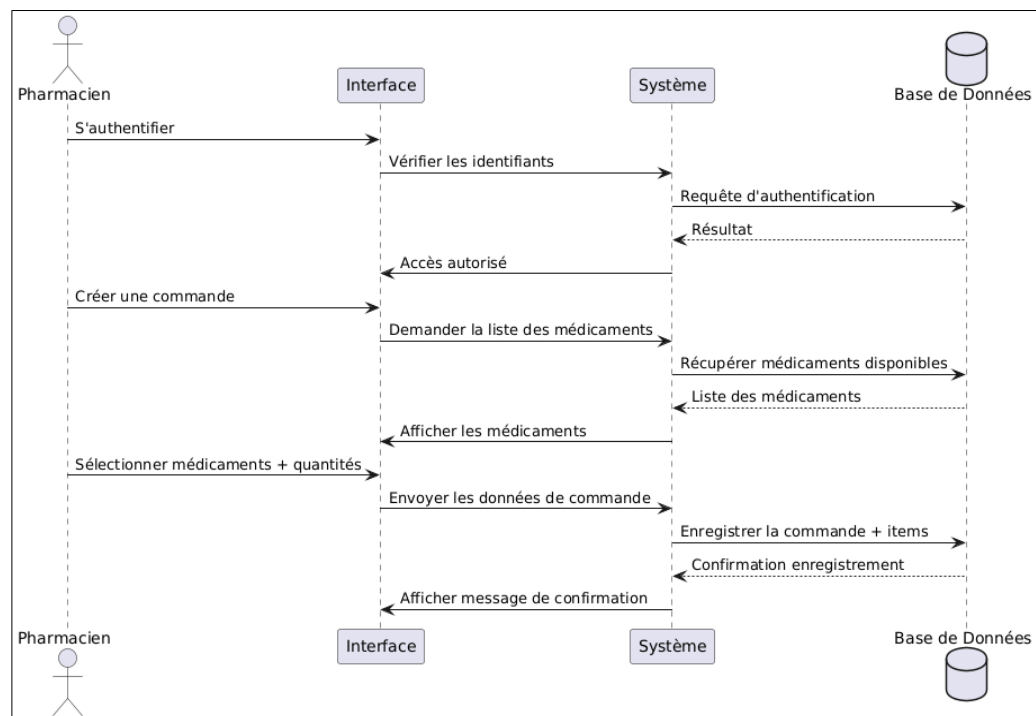 Pharmacien
Interface
Système
Base de Données
S'authentifier
Vérifier les identifiants
Requête d'authentification
Résultat
Accès autorisé
Créer une commande
Demander la liste des médicaments
Récupérer médicaments disponibles
Liste des médicaments
Afficher les médicaments
Sélectionner médicaments + quantités
Envoyer les données de commande
Enregistrer la commande + items
Confirmation enregistrement
Afficher message de confirmation
Pharmacien
Interface
Système
Base de Données